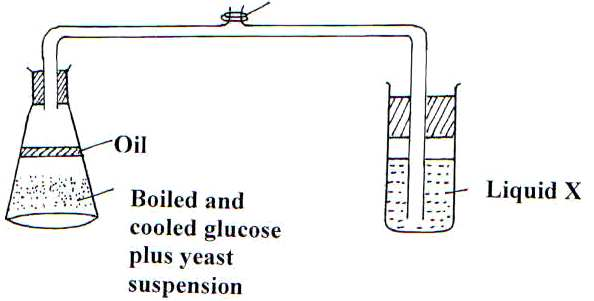 Oil
Boiled and
cooled glucose
plus yeast
suspension
Liquid X